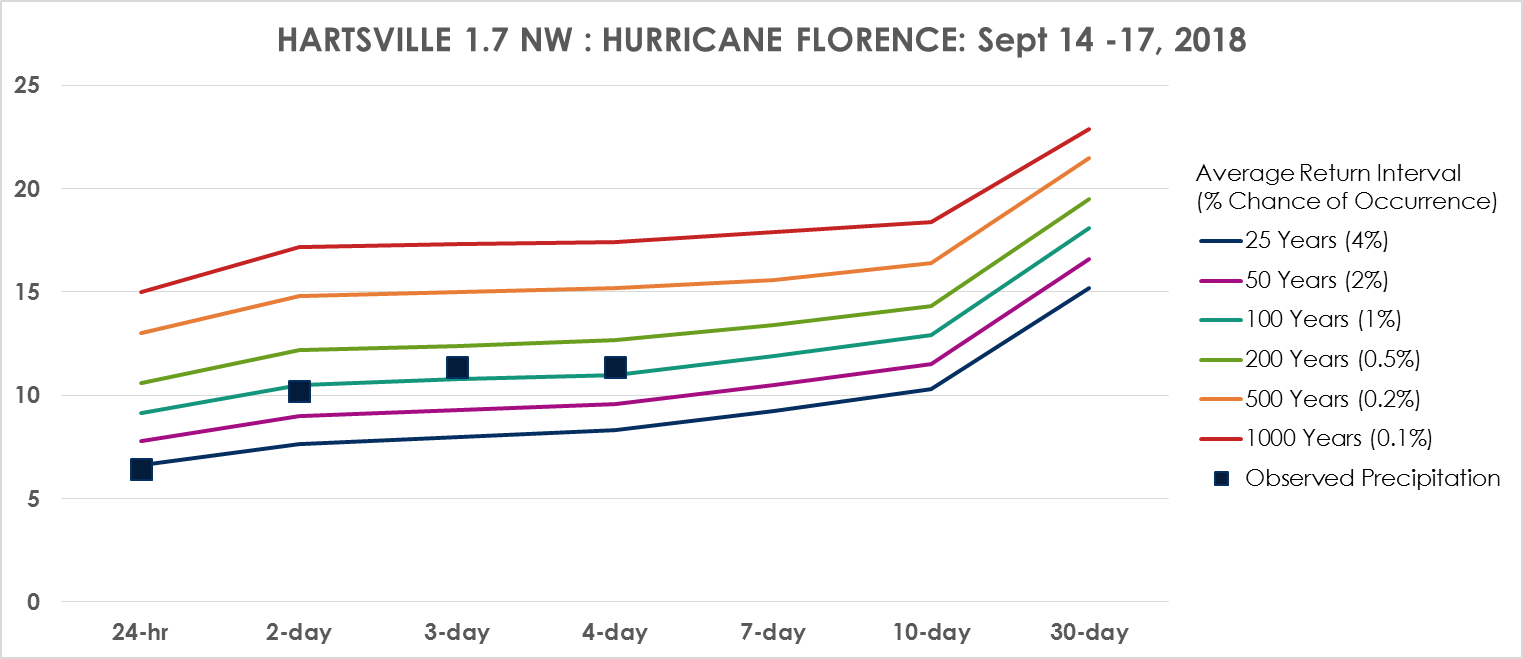 HARTSVILLE 1.7 NW : HURRICANE FLORENCE: Sept 14 -17, 2018
25
20
15
10
5
0
24-hr 2-day 3-day 4-day 7-day 10-day 30-day
Average Return Interval
(% Chance of Occurrence)
25 Years (4%)
50 Years (2%)
100 Years (1%)
200 Years (0.5%)
500 Years (0.2%)
1000 Years (0.1%)
Observed Precipitation